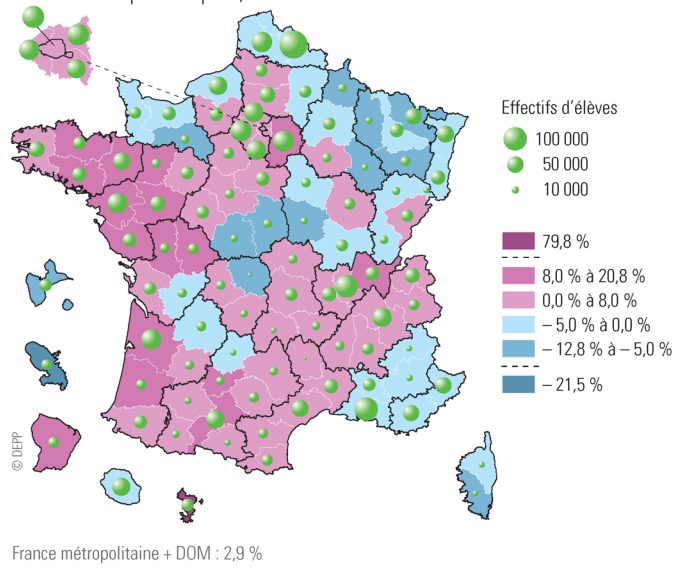 Effectifs d'élèves
100 000
50 000
10 000
79,8 %
8,0 % à 20,8 %
0,0 % à 8,0 %
– 5,0 % à 0,0 %
– 12,8 % à – 5,0 %
– 21,5 %
© DEPP
France métropolitaine + DOM : 2,9 %